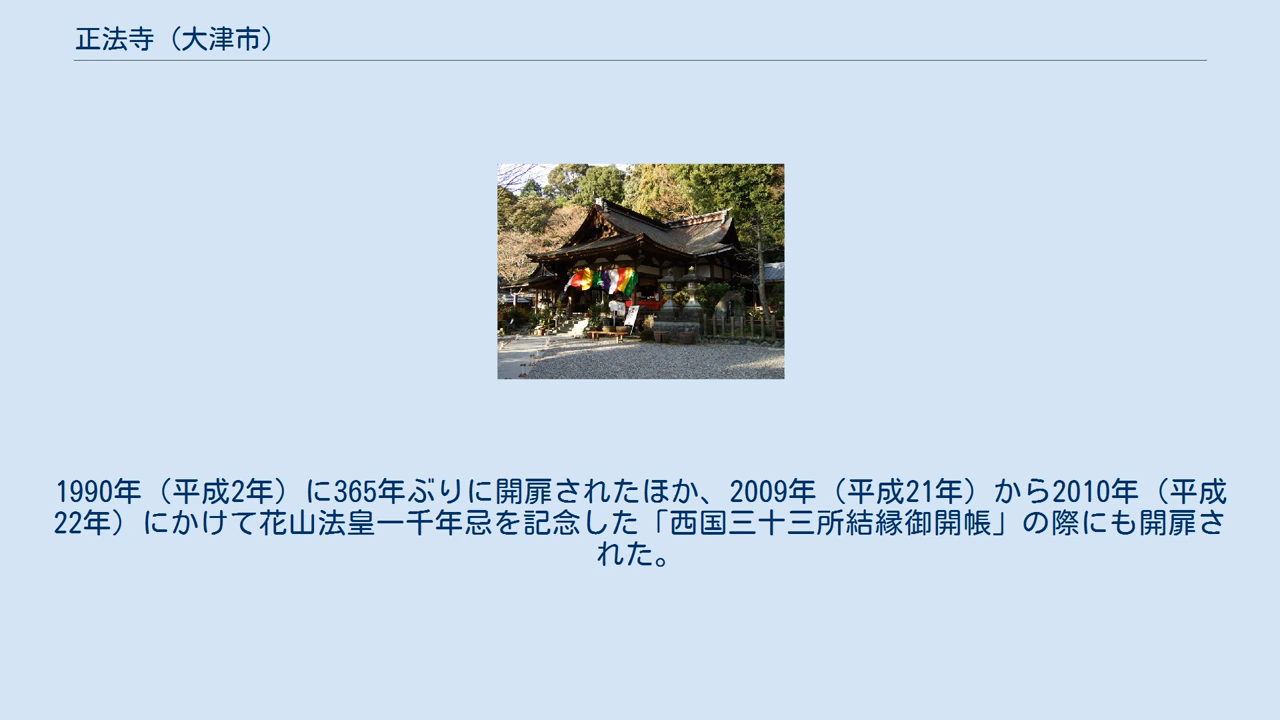 正法寺（大津市）
1990年（平成2年）に365年ぶりに開扉されたほか、2009年（平成21年）から2010年（平成
22年）にかけて花山法皇一千年忌を記念した「西国三十三所結縁御開帳」の際にも開扉さ
れた。